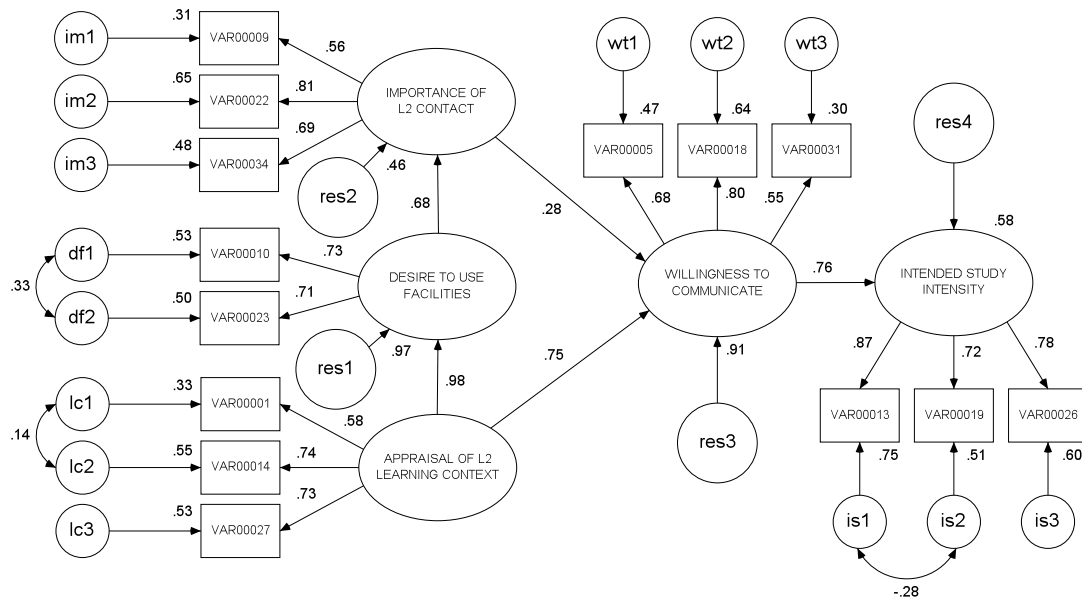 im1
.31
VAR00009
.56
im2
.65
VAR00022
.81
im3
.48
VAR00034
.69
IMPORTANCE OF
L2 CONTACT
res2
.46
.68
df1
.53
VAR00010
.73
.33
df2
.50
VAR00023
.71
DESIRE TO USE
FACILITIES
res1
.97
.98
lc1
.33
VAR00001
.58
.14
lc2
.55
VAR00014
.74
lc3
.53
VAR00027
.73
APPRAISAL OF L2
LEARNING CONTEXT
.28
.75
wt1
wt2
wt3
.47
.64
.30
VAR00005
VAR00018
VAR00031
.68
.80
.55
WILLINGNESS TO
COMMUNICATE
.91
res3
.76
res4
.58
INTENDED STUDY
INTENSITY
.87
.72
.78
VAR00013
VAR00019
VAR00026
.75
.51
.60
is1
is2
is3
-.28